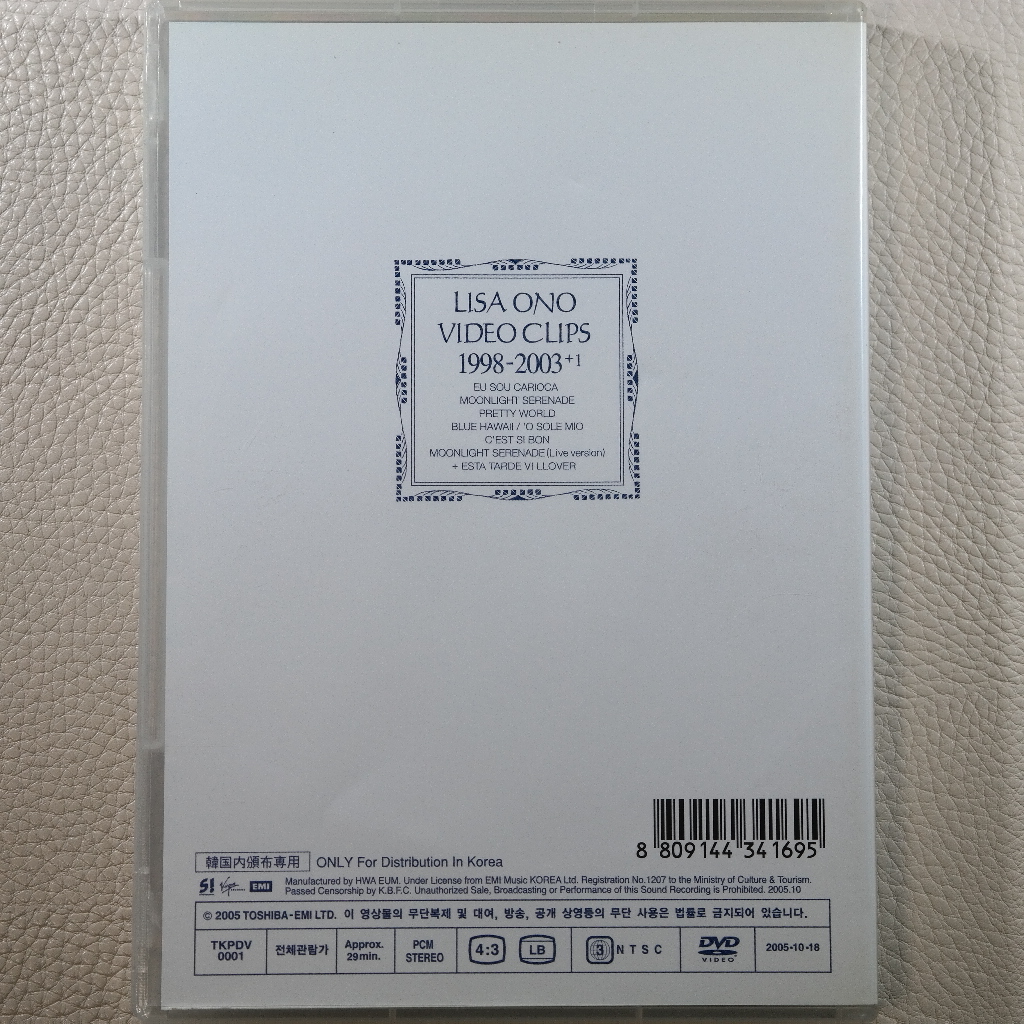 LISA ONO
VIDEO CLIPS
1998-2003+1
EU SOU CARIOCA
MOONLIGHT SERENADE
PRETTY WORLD
BLUE HAWAII / 'O SOLE MIO
C'EST SI BON
MOONLIGHT SERENADE (Live version)
+ ESTA TARDE VI LLOVER
8 809144 341695
韓国内頒布専用 ONLY For Distribution In Korea
SI Virgin EMI Manufactured by HWA EUM. Under License from EMI Music KOREA Ltd. Registration No.1207 to the Ministry of Culture & Tourism.
Passed Censorship by K.B.F.C. Unauthorized Sale, Broadcasting or Performance of this Sound Recording is Prohibited. 2005.10
© 2005 TOSHIBA-EMI LTD. 이 영상물의 무단복제 및 대여, 방송, 공개 상영등의 무단 사용은 법률로 금지되어 있습니다.
TKPDV 0001 전체관람가 Approx. 29min. PCM STEREO 4:3 LB 3 NTSC DVD VIDEO 2005-10-18